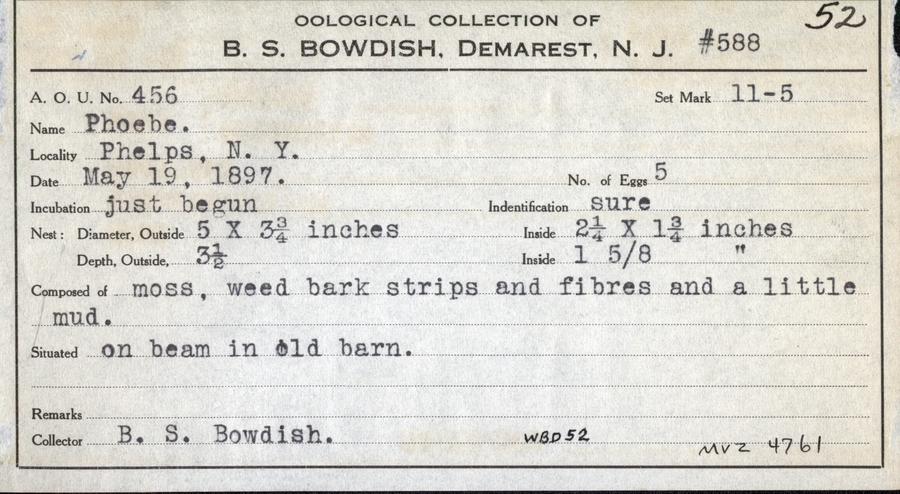 OOLOGICAL COLLECTION OF 52
B. S. BOWDISH, DEMAREST, N. J. #588
A. O. U. No. 456 Set Mark 11-5
Name Phoebe.
Locality Phelps, N. Y.
Date May 19, 1897. No. of Eggs 5
Incubation just begun Indentification sure
Nest: Diameter, Outside 5 X 3¾ inches Inside 2¼ X 1¾ inches
Depth, Outside, 3½ Inside 1 5/8 "
Composed of moss, weed bark strips and fibres and a little
mud.
Situated on beam in old barn.
Remarks
Collector B. S. Bowdish. WBD52 MVZ 4761